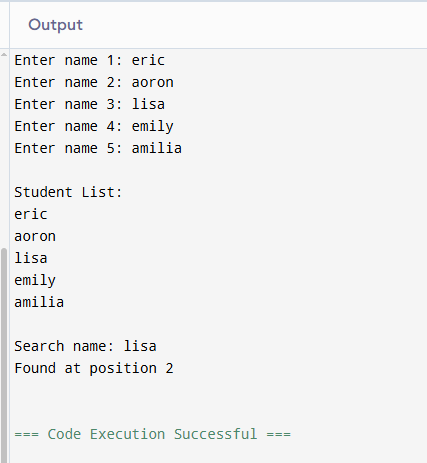 Output
Enter name 1: eric
Enter name 2: aoron
Enter name 3: lisa
Enter name 4: emily
Enter name 5: amilia
Student List:
eric
aoron
lisa
emily
amilia
Search name: lisa
Found at position 2
=== Code Execution Successful ===